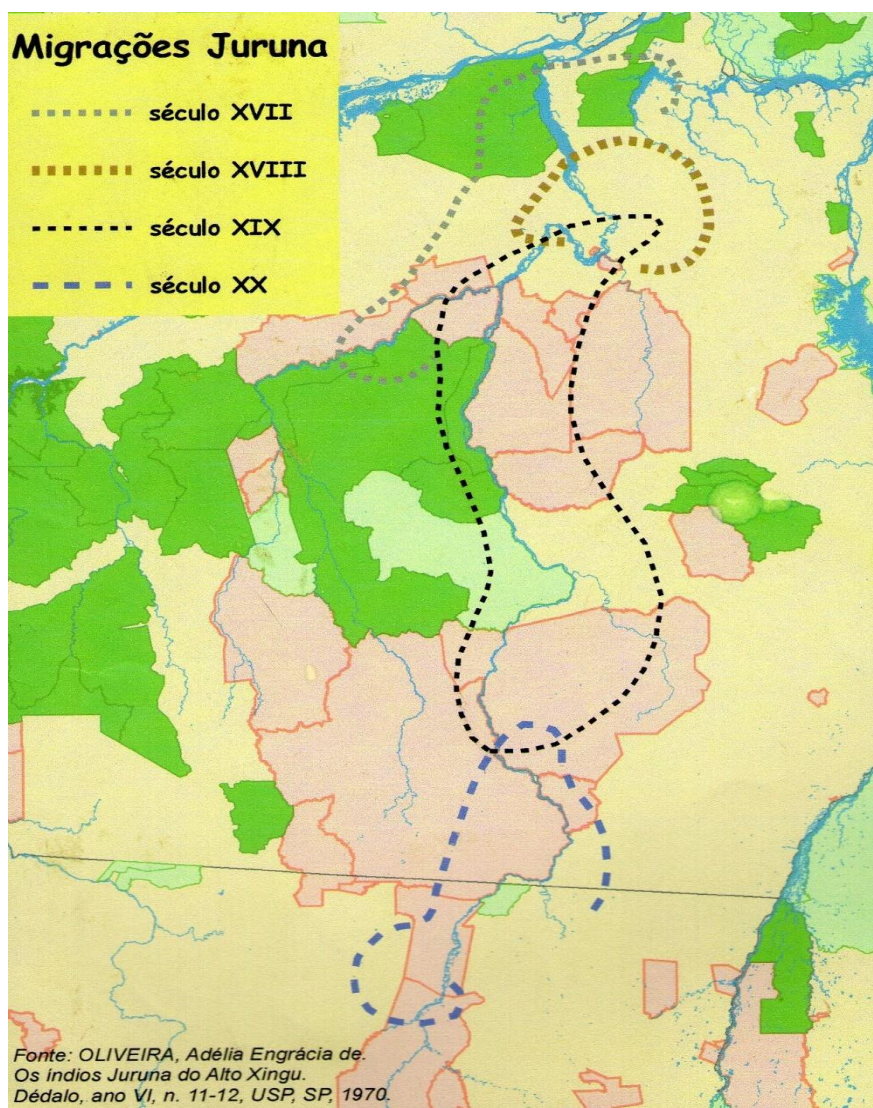 Migrações Juruna
século XVII
século XVIII
século XIX
século XX
Fonte: OLIVEIRA, Adélia Engrácia de.
Os índios Juruna do Alto Xingu.
Dédalo, ano VI, n. 11-12, USP, SP, 1970.